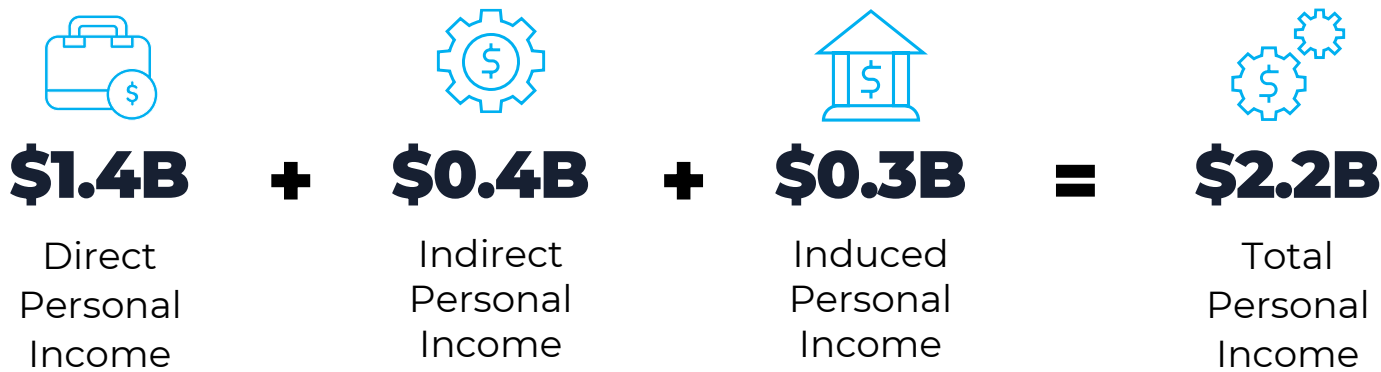 $1.4B + $0.4B + $0.3B = $2.2B
Direct Personal Income
Indirect Personal Income
Induced Personal Income
Total Personal Income